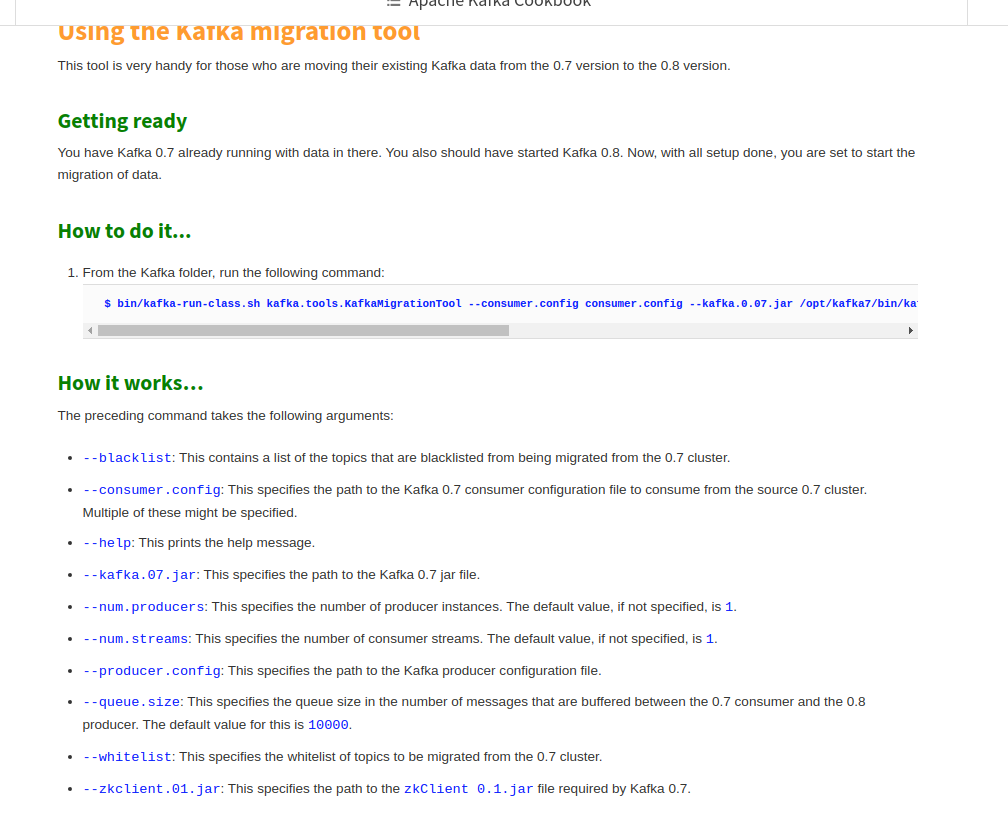 Apache Kafka Cookbook
Using the Kafka migration tool
This tool is very handy for those who are moving their existing Kafka data from the 0.7 version to the 0.8 version.
Getting ready
You have Kafka 0.7 already running with data in there. You also should have started Kafka 0.8. Now, with all setup done, you are set to start the
migration of data.
How to do it...
1. From the Kafka folder, run the following command:
$ bin/kafka-run-class.sh kafka.tools.KafkaMigrationTool --consumer.config consumer.config --kafka.0.07.jar /opt/kafka7/bin/
How it works...
The preceding command takes the following arguments:
• --blacklist: This contains a list of the topics that are blacklisted from being migrated from the 0.7 cluster.
• --consumer.config: This specifies the path to the Kafka 0.7 consumer configuration file to consume from the source 0.7 cluster.
Multiple of these might be specified.
• --help: This prints the help message.
• --kafka.07.jar: This specifies the path to the Kafka 0.7 jar file.
• --num.producers: This specifies the number of producer instances. The default value, if not specified, is 1.
• --num.streams: This specifies the number of consumer streams. The default value, if not specified, is 1.
• --producer.config: This specifies the path to the Kafka producer configuration file.
• --queue.size: This specifies the queue size in the number of messages that are buffered between the 0.7 consumer and the 0.8
producer. The default value for this is 10000.
• --whitelist: This specifies the whitelist of topics to be migrated from the 0.7 cluster.
• --zkclient.01.jar: This specifies the path to the zkClient 0.1.jar file required by Kafka 0.7.